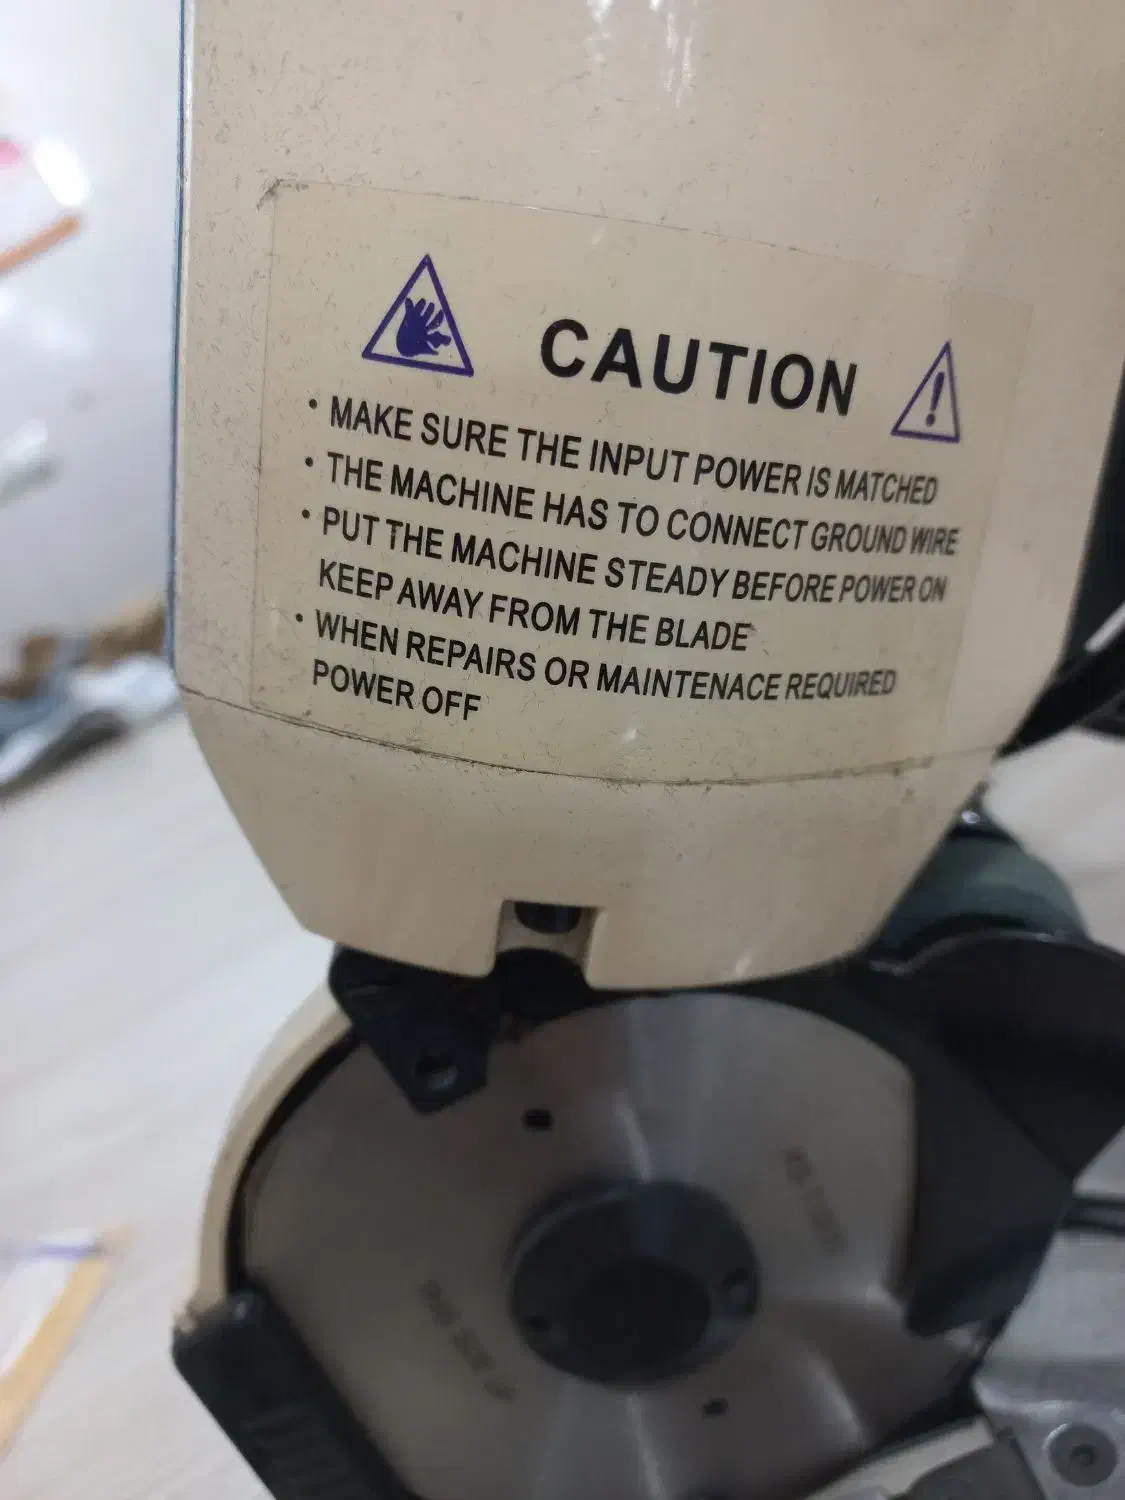 CAUTION
• MAKE SURE THE INPUT POWER IS MATCHED
• THE MACHINE HAS TO CONNECT GROUND WIRE
• PUT THE MACHINE STEADY BEFORE POWER ON
KEEP AWAY FROM THE BLADE
• WHEN REPAIRS OR MAINTENACE REQUIRED
POWER OFF